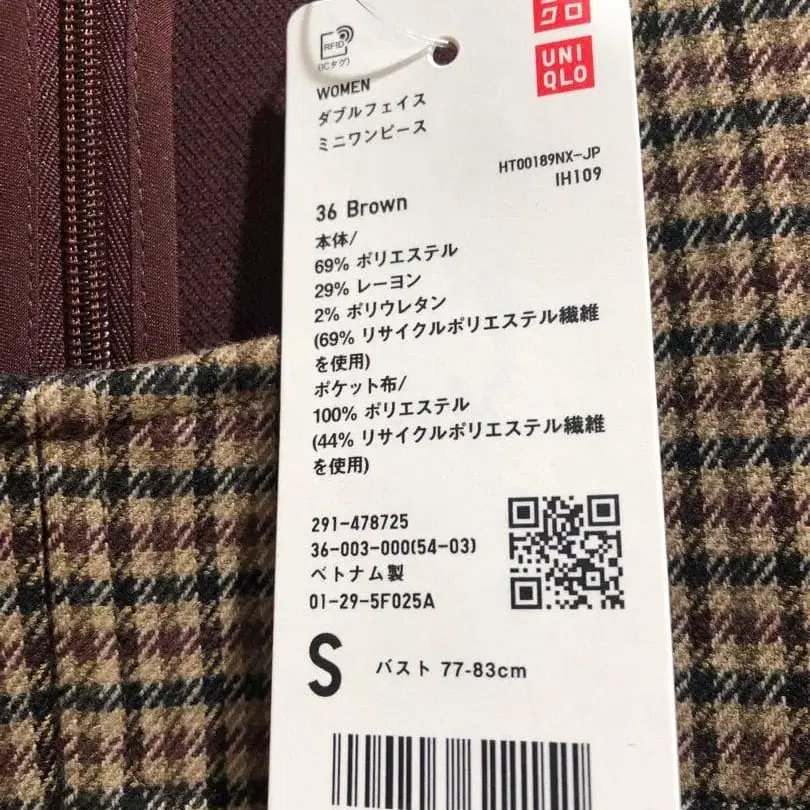 クロ
UNI
QLO
RFID
(ICタグ)
WOMEN
ダブルフェイス
ミニワンピース
HT00189NX-JP
IH109
36 Brown
本体/
69% ポリエステル
29% レーヨン
2% ポリウレタン
(69% リサイクルポリエステル繊維
を使用)
ポケット布/
100% ポリエステル
(44% リサイクルポリエステル繊維
を使用)
291-478725
36-003-000(54-03)
ベトナム製
01-29-5F025A
S バスト 77-83cm